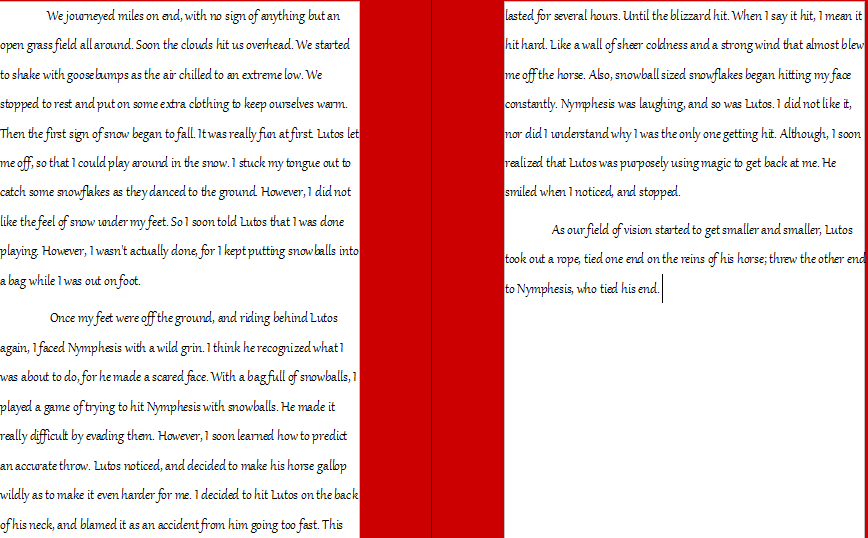 We journeyed miles on end, with no sign of anything but an
open grass field all around. Soon the clouds hit us overhead. We started
to shake with goosebumps as the air chilled to an extreme low. We
stopped to rest and put on some extra clothing to keep ourselves warm.
Then the first sign of snow began to fall. It was really fun at first. Lutos let
me off, so that I could play around in the snow. I stuck my tongue out to
catch some snowflakes as they danced to the ground. However, I did not
like the feel of snow under my feet. So I soon told Lutos that I was done
playing. However, I wasn't actually done, for I kept putting snowballs into
a bag while I was out on foot.
Once my feet were off the ground, and riding behind Lutos
again, I faced Nymphesis with a wild grin. I think he recognized what I
was about to do, for he made a scared face. With a bag full of snowballs, I
played a game of trying to hit Nymphesis with snowballs. He made it
really difficult by evading them. However, I soon learned how to predict
an accurate throw. Lutos noticed, and decided to make his horse gallop
wildly as to make it even harder for me. I decided to hit Lutos on the back
of his neck, and blamed it as an accident from him going too fast. This
lasted for several hours. Until the blizzard hit. When I say it hit, I mean it
hit hard. Like a wall of sheer coldness and a strong wind that almost blew
me off the horse. Also, snowball sized snowflakes began hitting my face
constantly. Nymphesis was laughing, and so was Lutos. I did not like it,
nor did I understand why I was the only one getting hit. Although, I soon
realized that Lutos was purposely using magic to get back at me. He
smiled when I noticed, and stopped.
As our field of vision started to get smaller and smaller, Lutos
took out a rope, tied one end on the reins of his horse; threw the other end
to Nymphesis, who tied his end.